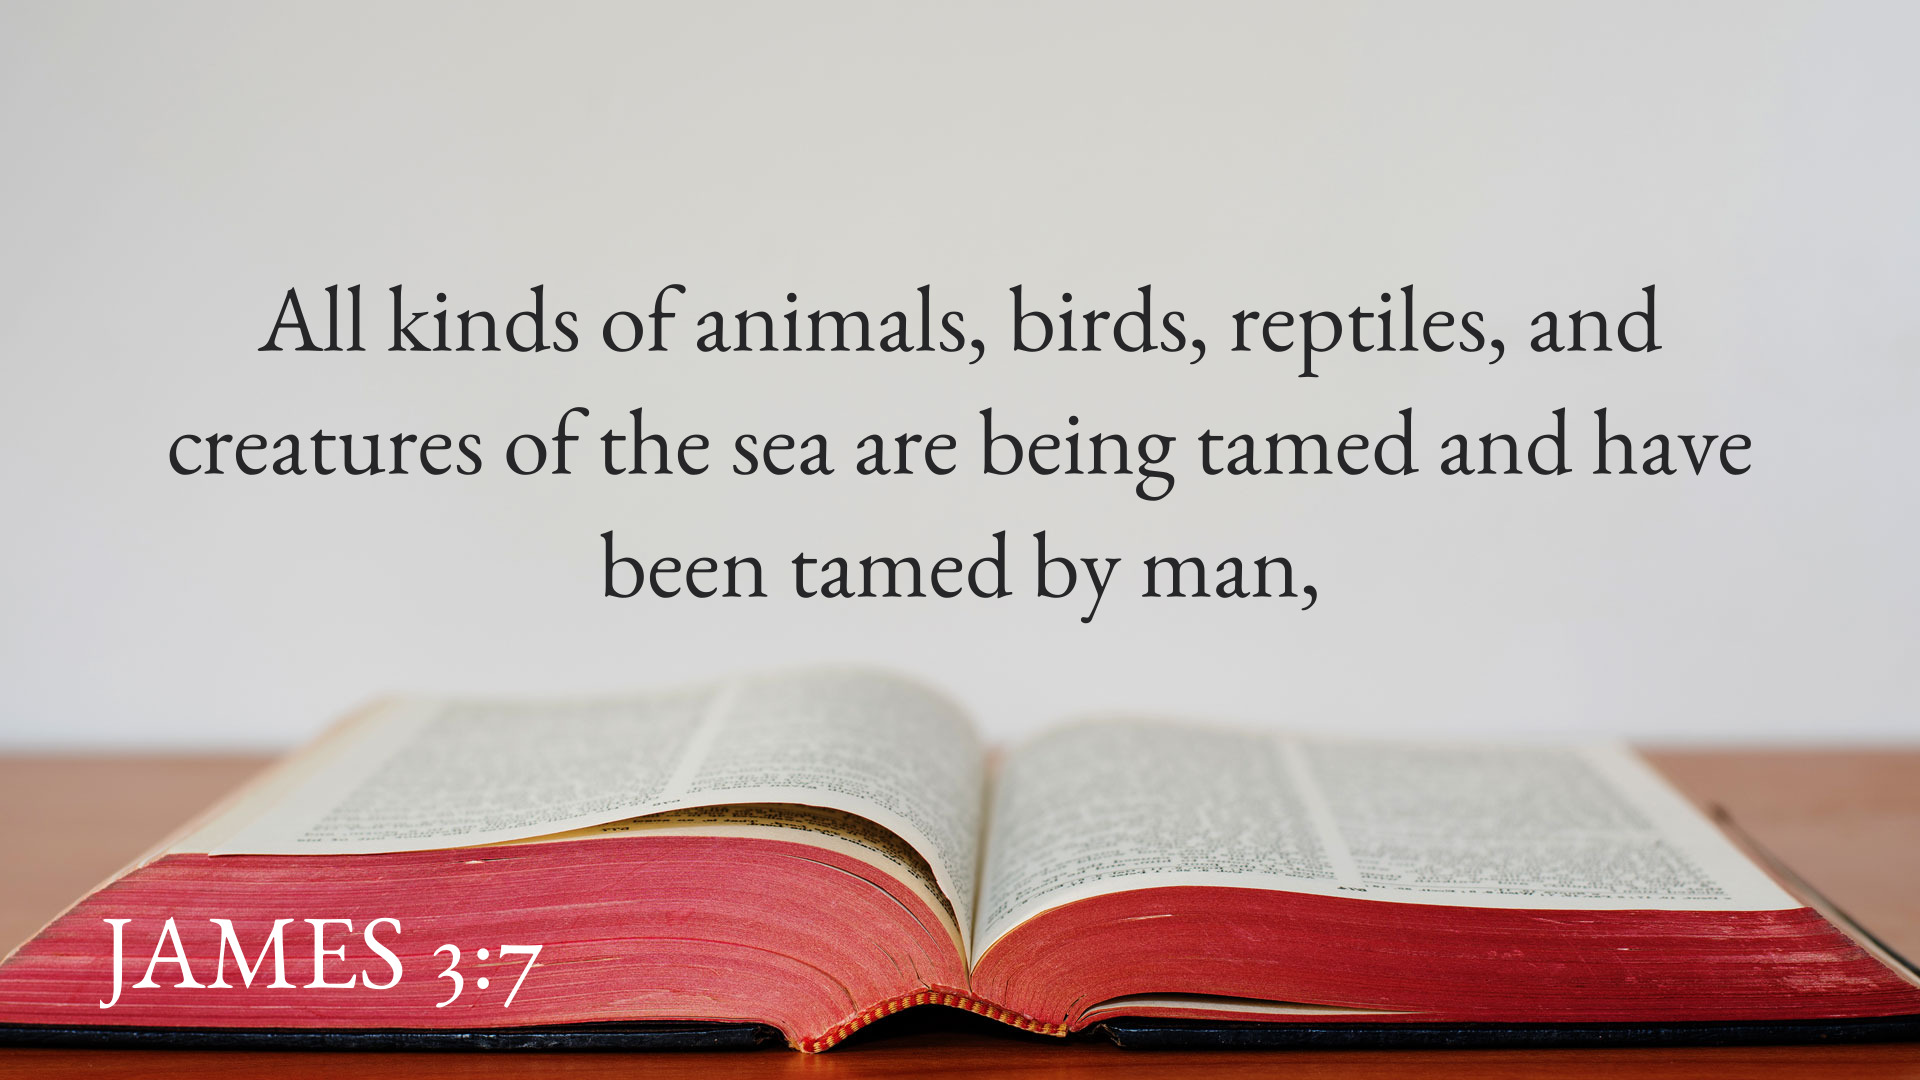 All kinds of animals, birds, reptiles, and
creatures of the sea are being tamed and have
been tamed by man,
JAMES 3:7